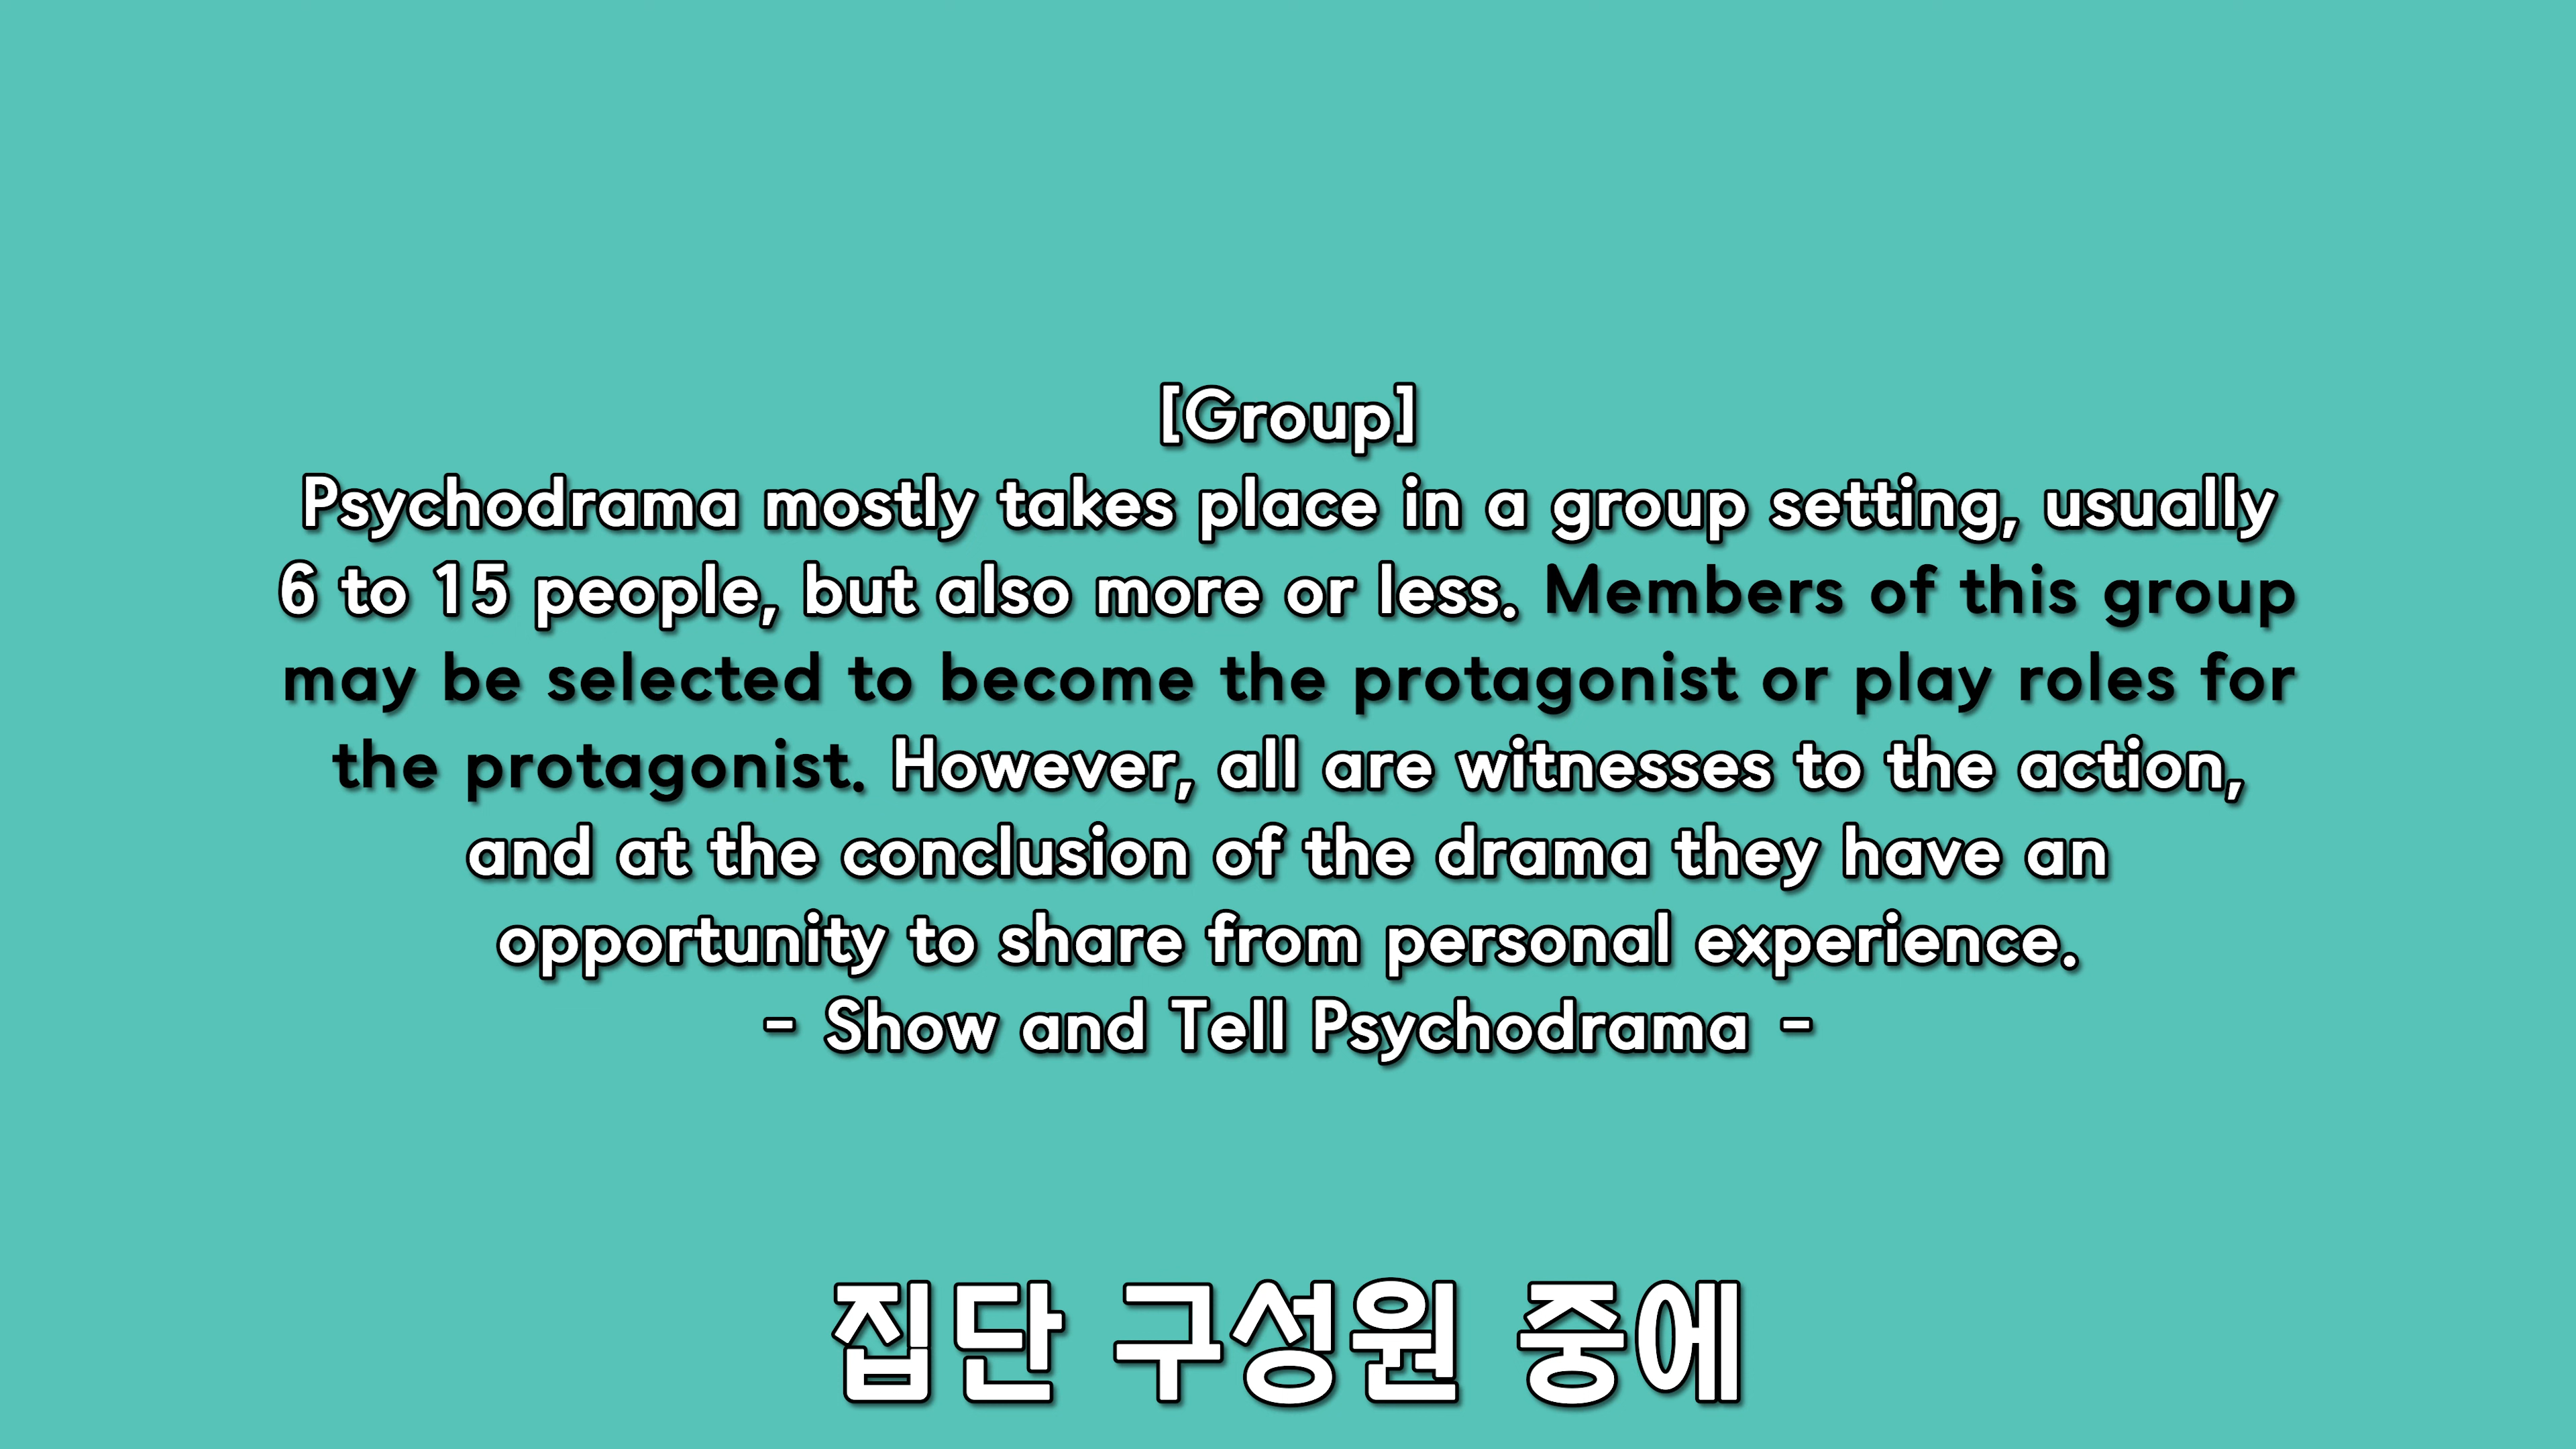 [Group]
Psychodrama mostly takes place in a group setting, usually
6 to 15 people, but also more or less. Members of this group
may be selected to become the protagonist or play roles for
the protagonist. However, all are witnesses to the action,
and at the conclusion of the drama they have an
opportunity to share from personal experience.
- Show and Tell Psychodrama -
집단 구성원 중에